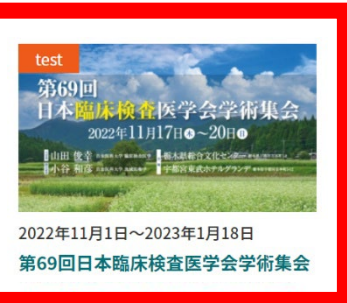 test
第69回
日本臨床検査医学会学術集会
2022年11月17日木～20日日
山田 俊幸
栃木県総合文化センター
小谷 和彦
宇都宮東武ホテルグランデ
2022年11月1日～2023年1月18日
第69回日本臨床検査医学会学術集会